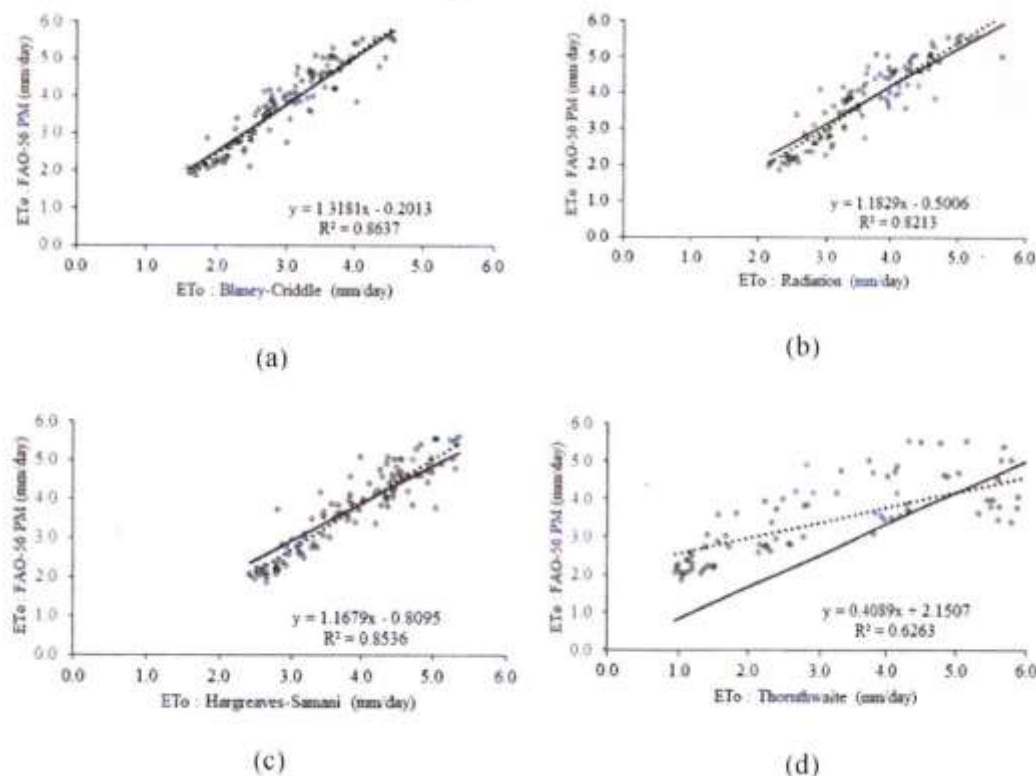 6.0
5.0
4.0
3.0
2.0
1.0
0.0
ETo : FAO-50 PM (mm/day)
y = 1.3181x - 0.2013
R² = 0.8637
0.0 1.0 2.0 3.0 4.0 5.0 6.0
ETo : Blaney-Criddle (mm/day)
(a)
6.0
5.0
4.0
3.0
2.0
1.0
0.0
ETo : FAO-50 PM (mm/day)
y = 1.1829x - 0.5006
R² = 0.8213
0.0 1.0 2.0 3.0 4.0 5.0 6.0
ETo : Radiation (mm/day)
(b)
6.0
5.0
4.0
3.0
2.0
1.0
0.0
ETo : FAO-50 PM (mm/day)
y = 1.1679x - 0.8095
R² = 0.8536
0.0 1.0 2.0 3.0 4.0 5.0 6.0
ETo : Hargreaves-Samani (mm/day)
(c)
6.0
5.0
4.0
3.0
2.0
1.0
0.0
ETo : FAO-50 PM (mm/day)
y = 0.4089x + 2.1507
R² = 0.6263
0.0 1.0 2.0 3.0 4.0 5.0 6.0
ETo : Thornthwaite (mm/day)
(d)